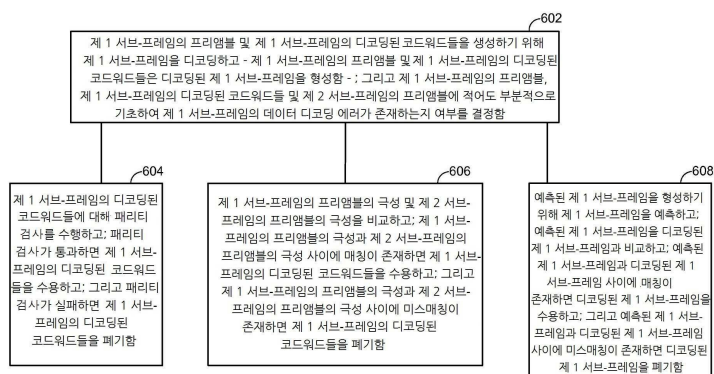 602
제 1 서브-프레임의 프리앰블 및 제 1 서브-프레임의 디코딩된 코드워드들을 생성하기 위해
제 1 서브-프레임을 디코딩하고 - 제 1 서브-프레임의 프리앰블 및 제 1 서브-프레임의 디코딩된
코드워드들은 디코딩된 제 1 서브-프레임을 형성함 - ; 그리고 제 1 서브-프레임의 프리앰블,
제 1 서브-프레임의 디코딩된 코드워드들 및 제 2 서브-프레임의 프리앰블에 적어도 부분적으로
기초하여 제 1 서브-프레임의 데이터 디코딩 에러가 존재하는지 여부를 결정함
604
제 1 서브-프레임의 디코딩된
코드워드들에 대해 패리티
검사를 수행하고; 패리티
검사가 통과하면 제 1 서브-
프레임의 디코딩된 코드워드
들을 수용하고; 그리고 패리티
검사가 실패하면 제 1 서브-
프레임의 디코딩된
코드워드들을 폐기함
606
제 1 서브-프레임의 프리앰블의 극성 및 제 2 서브-
프레임의 프리앰블의 극성을 비교하고; 제 1 서브-
프레임의 프리앰블의 극성과 제 2 서브-프레임의
프리앰블의 극성 사이에 매칭이 존재하면 제 1 서브-
프레임의 디코딩된 코드워드들을 수용하고; 그리고
제 1 서브-프레임의 프리앰블의 극성과 제 2 서브-
프레임의 프리앰블의 극성 사이에 미스매칭이
존재하면 제 1 서브-프레임의 디코딩된
코드워드들을 폐기함
608
예측된 제 1 서브-프레임을 형성하기
위해 제 1 서브-프레임을 예측하고;
예측된 제 1 서브-프레임을 디코딩된
제 1 서브-프레임과 비교하고; 예측된
제 1 서브-프레임과 디코딩된 제 1
서브-프레임 사이에 매칭이
존재하면 디코딩된 제 1 서브-프레임을
수용하고; 그리고 예측된 제 1 서브-
프레임과 디코딩된 제 1 서브-프레임
사이에 미스매칭이 존재하면 디코딩된
제 1 서브-프레임을 폐기함